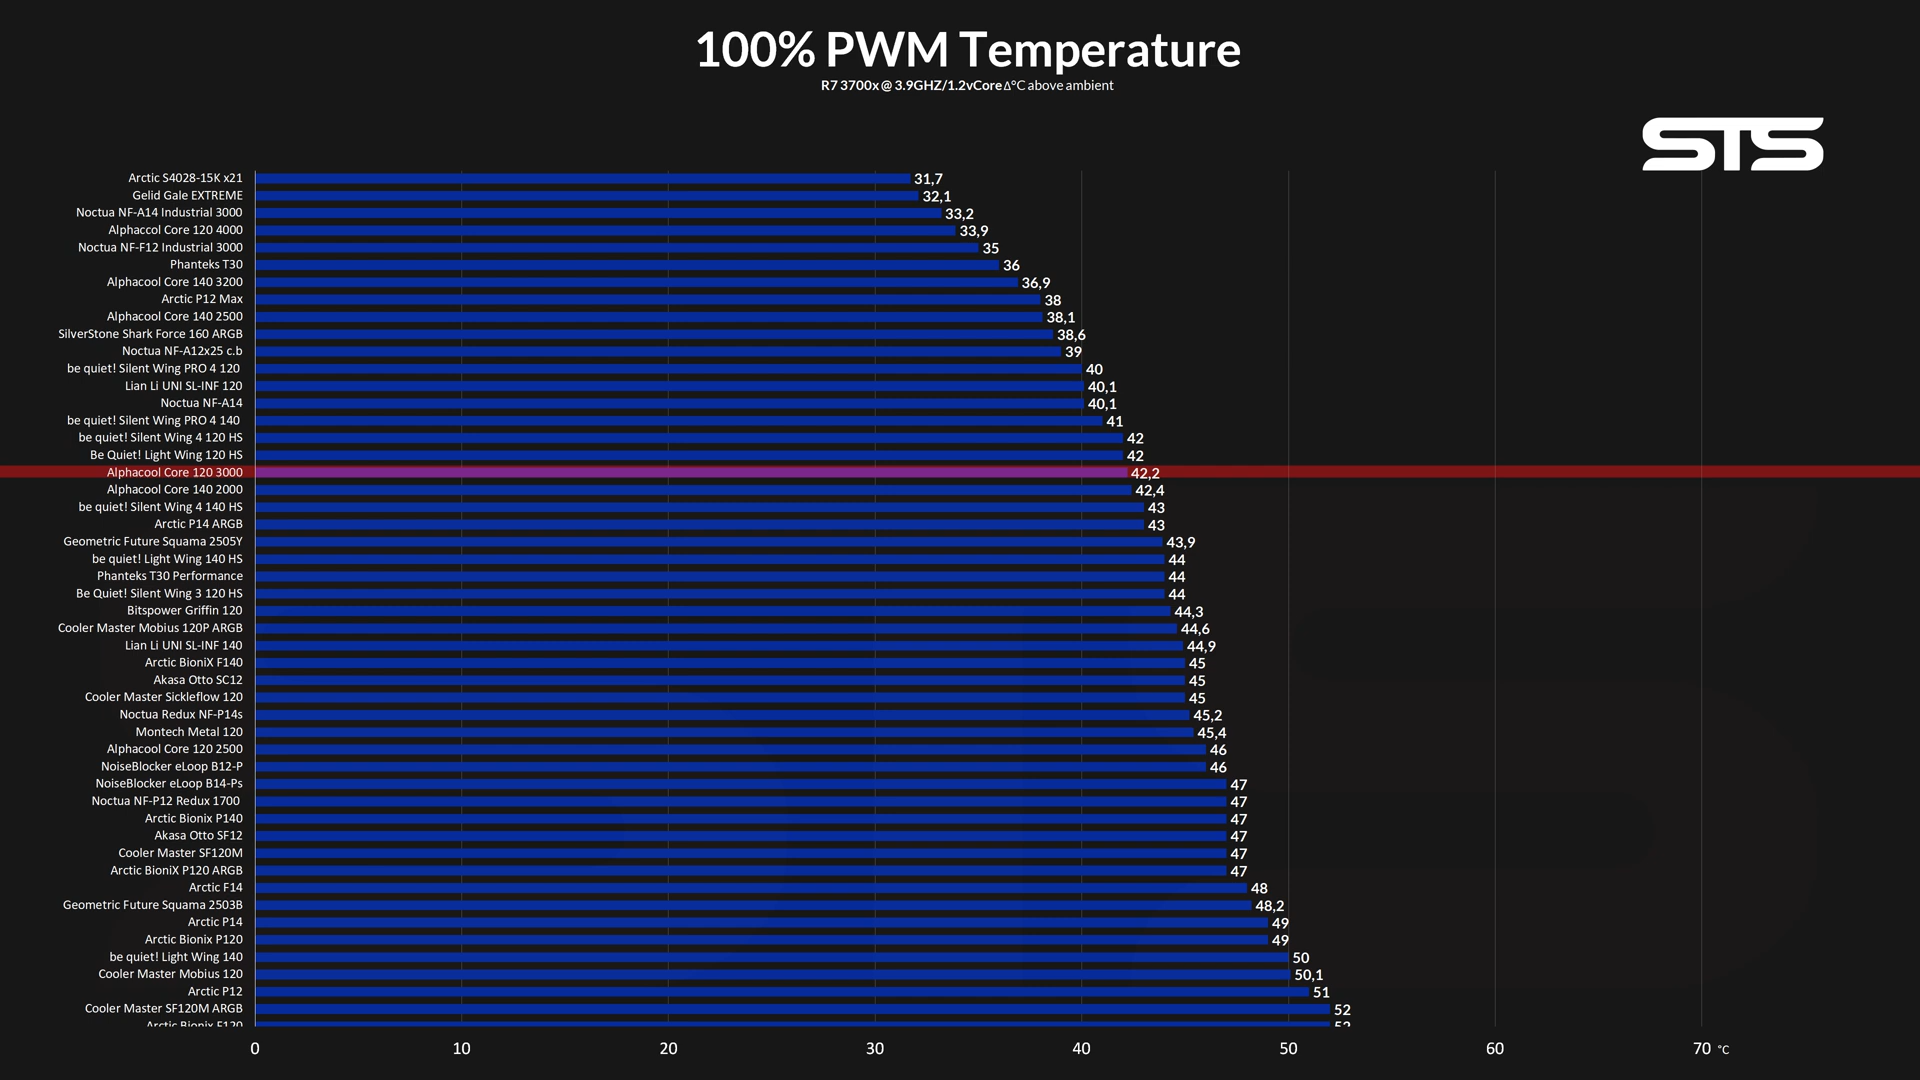 100% PWM Temperature
R7 3700x @ 3.9GHZ/1.2vCore Δ°C above ambient
STS
Arctic S4028-15K x21 31,7
Gelid Gale EXTREME 32,1
Noctua NF-A14 Industrial 3000 33,2
Alphaccol Core 120 4000 33,9
Noctua NF-F12 Industrial 3000 35
Phanteks T30 36
Alphacool Core 140 3200 36,9
Arctic P12 Max 38
Alphacool Core 140 2500 38,1
SilverStone Shark Force 160 ARGB 38,6
Noctua NF-A12x25 c.b 39
be quiet! Silent Wing PRO 4 120 40
Lian Li UNI SL-INF 120 40,1
Noctua NF-A14 40,1
be quiet! Silent Wing PRO 4 140 41
be quiet! Silent Wing 4 120 HS 42
Be Quiet! Light Wing 120 HS 42
Alphacool Core 120 3000 42,2
Alphacool Core 140 2000 42,4
be quiet! Silent Wing 4 140 HS 43
Arctic P14 ARGB 43
Geometric Future Squama 2505Y 43,9
be quiet! Light Wing 140 HS 44
Phanteks T30 Performance 44
Be Quiet! Silent Wing 3 120 HS 44
Bitspower Griffin 120 44,3
Cooler Master Mobius 120P ARGB 44,6
Lian Li UNI SL-INF 140 44,9
Arctic BioniX F140 45
Akasa Otto SC12 45
Cooler Master Sickleflow 120 45
Noctua Redux NF-P14s 45,2
Montech Metal 120 45,4
Alphacool Core 120 2500 46
NoiseBlocker eLoop B12-P 46
NoiseBlocker eLoop B14-Ps 47
Noctua NF-P12 Redux 1700 47
Arctic Bionix P140 47
Akasa Otto SF12 47
Cooler Master SF120M 47
Arctic BioniX P120 ARGB 47
Arctic F14 48
Geometric Future Squama 2503B 48,2
Arctic P14 49
Arctic Bionix P120 49
be quiet! Light Wing 140 50
Cooler Master Mobius 120 50,1
Arctic P12 51
Cooler Master SF120M ARGB 52
Arctic Bionix F120 52
0 10 20 30 40 50 60 70 °C